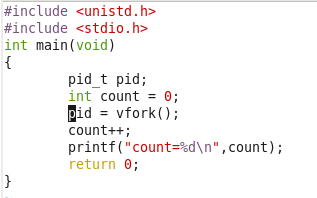 #include <unistd.h>
#include <stdio.h>
int main(void)
{
        pid_t pid;
        int count = 0;
        pid = vfork();
        count++;
        printf("count=%d\n",count);
        return 0;
}